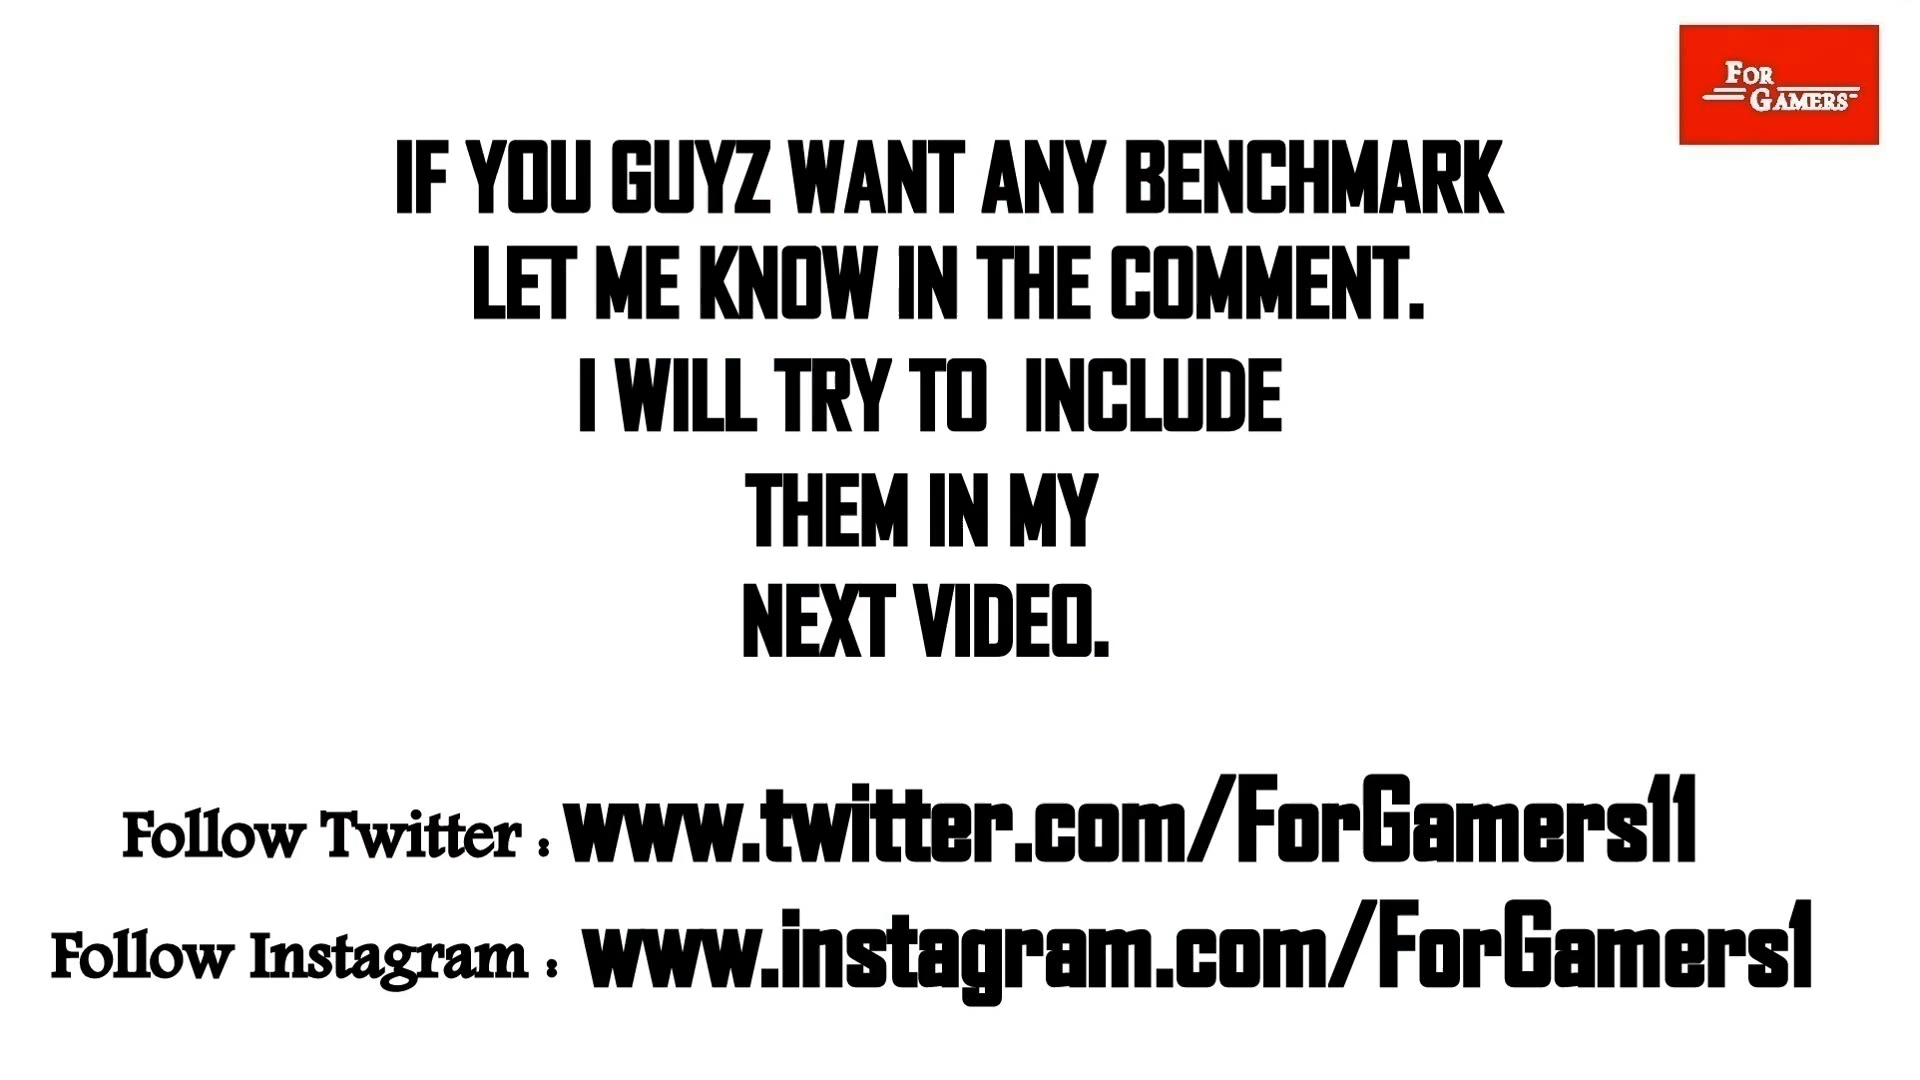 FOR
GAMERS
IF YOU GUYZ WANT ANY BENCHMARK
LET ME KNOW IN THE COMMENT.
I WILL TRY TO INCLUDE
THEM IN MY
NEXT VIDEO.
Follow Twitter : www.twitter.com/ForGamers11
Follow Instagram : www.instagram.com/ForGamers1